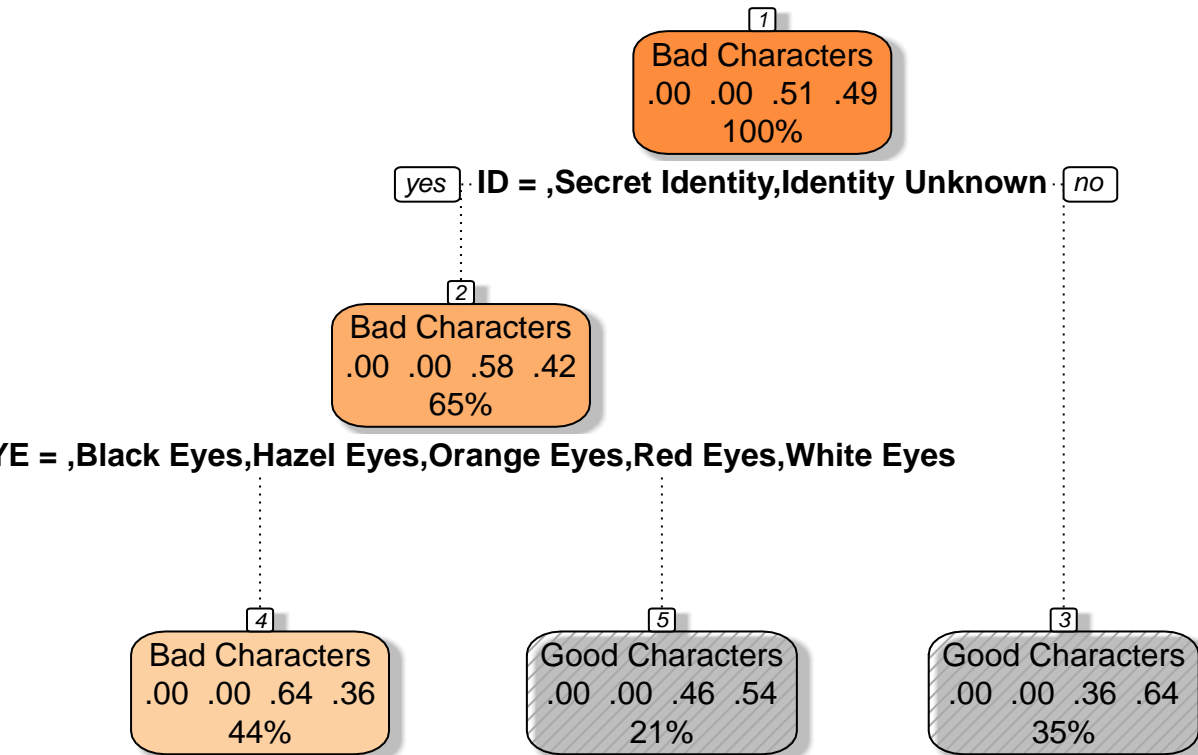 1
Bad Characters
.00 .00 .51 .49
100%
yes ID = ,Secret Identity,Identity Unknown no
2
Bad Characters
.00 .00 .58 .42
65%
YE = ,Black Eyes,Hazel Eyes,Orange Eyes,Red Eyes,White Eyes
4
Bad Characters
.00 .00 .64 .36
44%
5
Good Characters
.00 .00 .46 .54
21%
3
Good Characters
.00 .00 .36 .64
35%